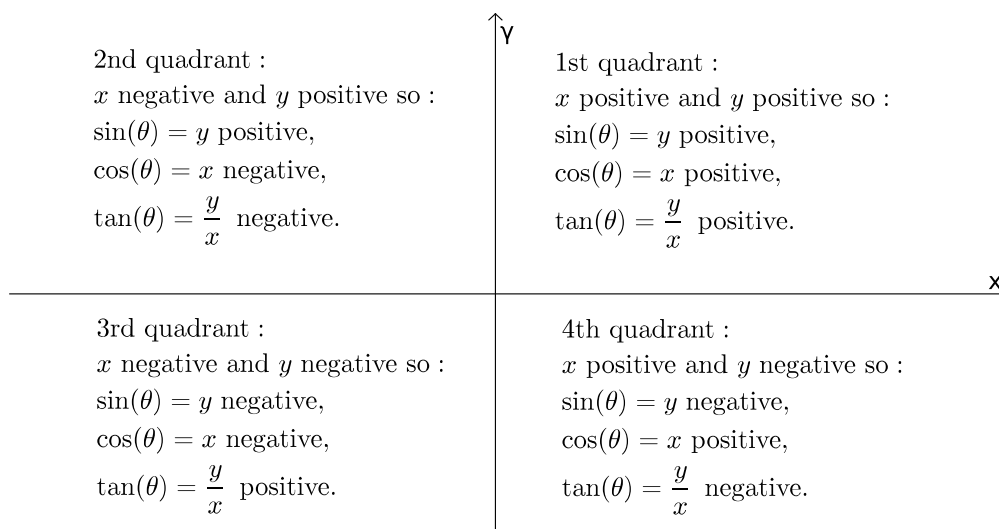 y
2nd quadrant :
x negative and y positive so :
sin(θ) = y positive,
cos(θ) = x negative,
tan(θ) = y/x negative.
1st quadrant :
x positive and y positive so :
sin(θ) = y positive,
cos(θ) = x positive,
tan(θ) = y/x positive.
x
3rd quadrant :
x negative and y negative so :
sin(θ) = y negative,
cos(θ) = x negative,
tan(θ) = y/x positive.
4th quadrant :
x positive and y negative so :
sin(θ) = y negative,
cos(θ) = x positive,
tan(θ) = y/x negative.